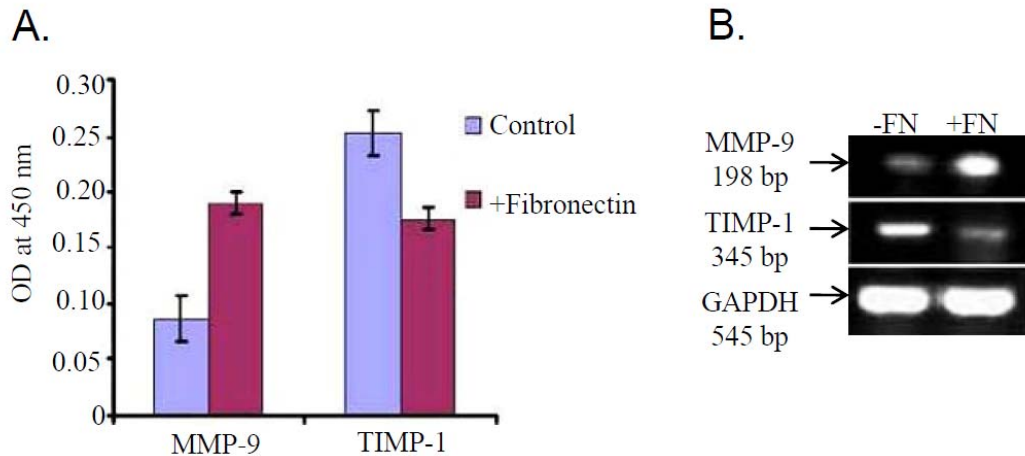 A.
0.30
0.25
0.20
0.15
0.10
0.05
0
OD at 450 nm
MMP-9
TIMP-1
Control
+Fibronectin
B.
-FN +FN
MMP-9
198 bp
TIMP-1
345 bp
GAPDH
545 bp